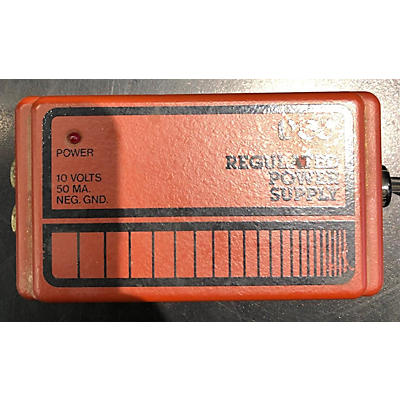 POWER
10 VOLTS
50 MA.
NEG. GND.
REGULATED
POWER
SUPPLY